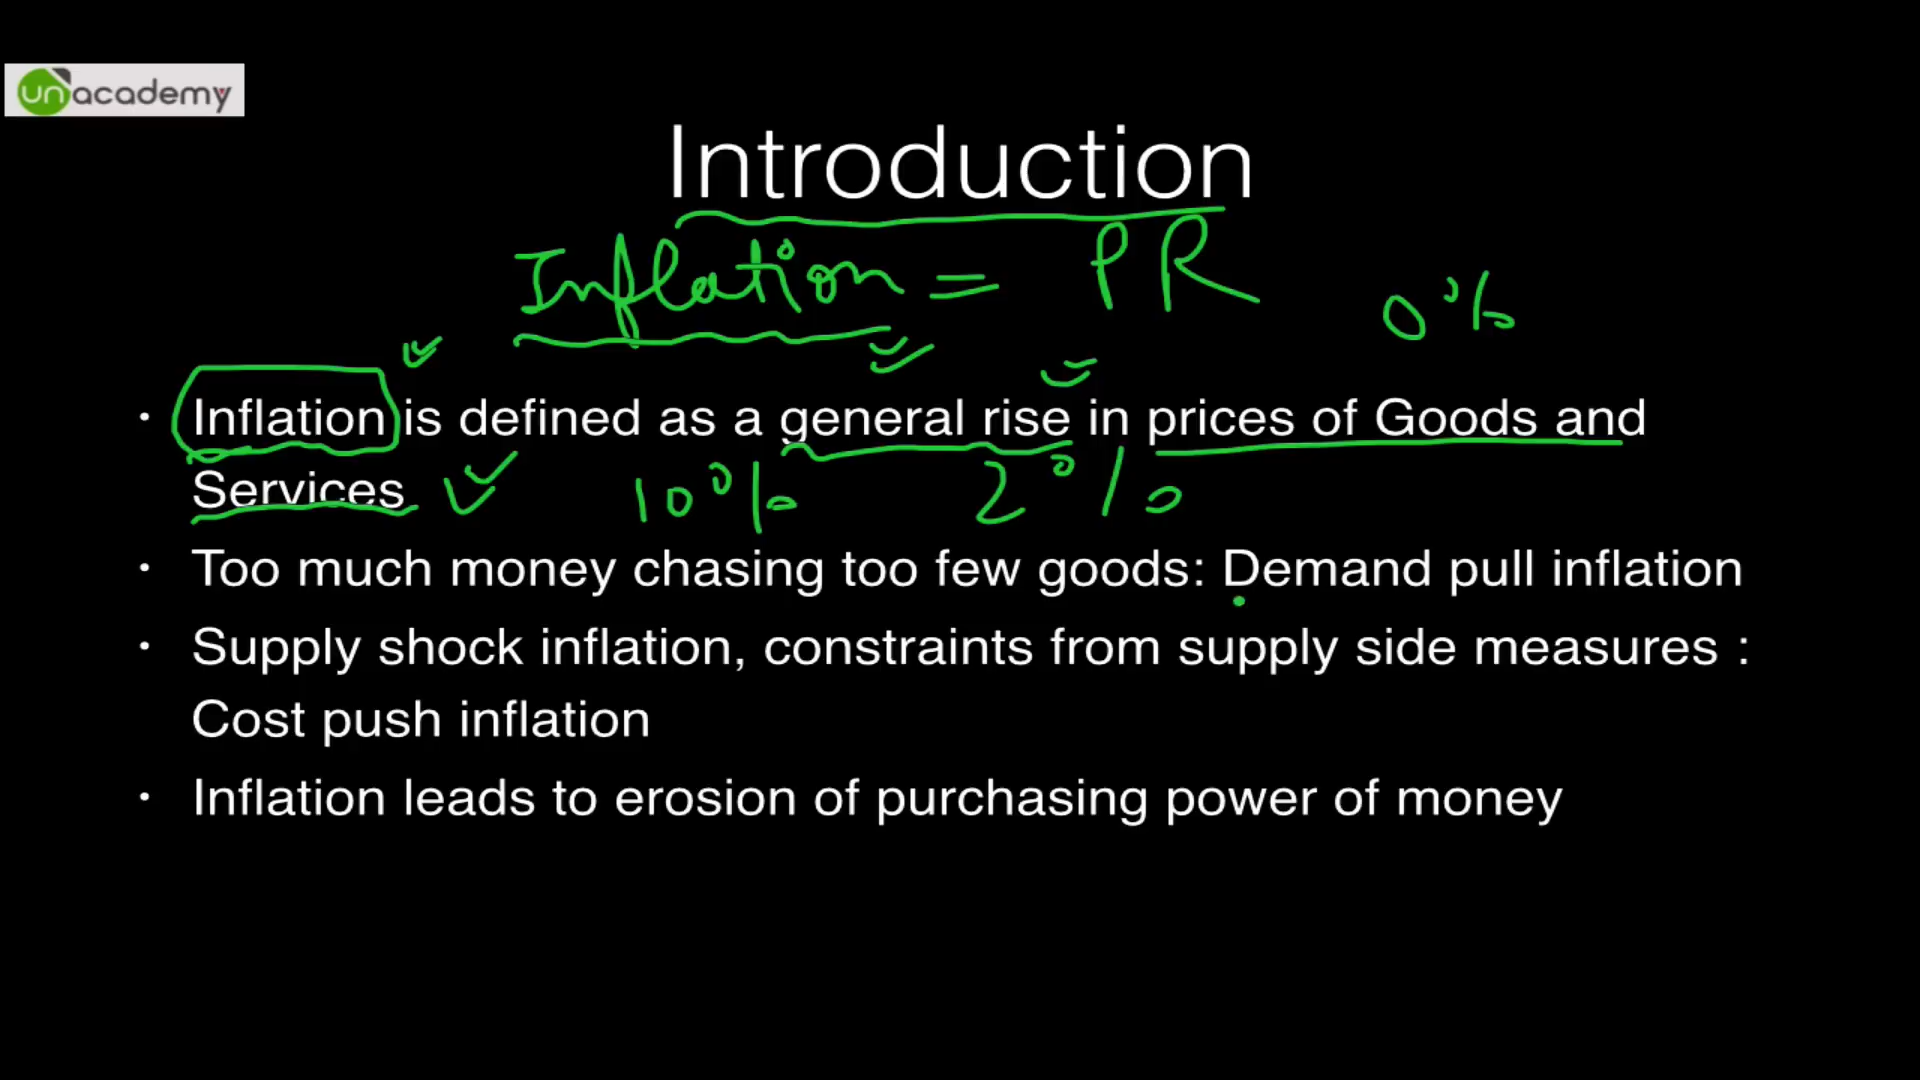 unacademy
Introduction
Inflation = PR
0%
• Inflation is defined as a general rise in prices of Goods and
Services
10% 2%
• Too much money chasing too few goods: Demand pull inflation
• Supply shock inflation, constraints from supply side measures :
Cost push inflation
• Inflation leads to erosion of purchasing power of money